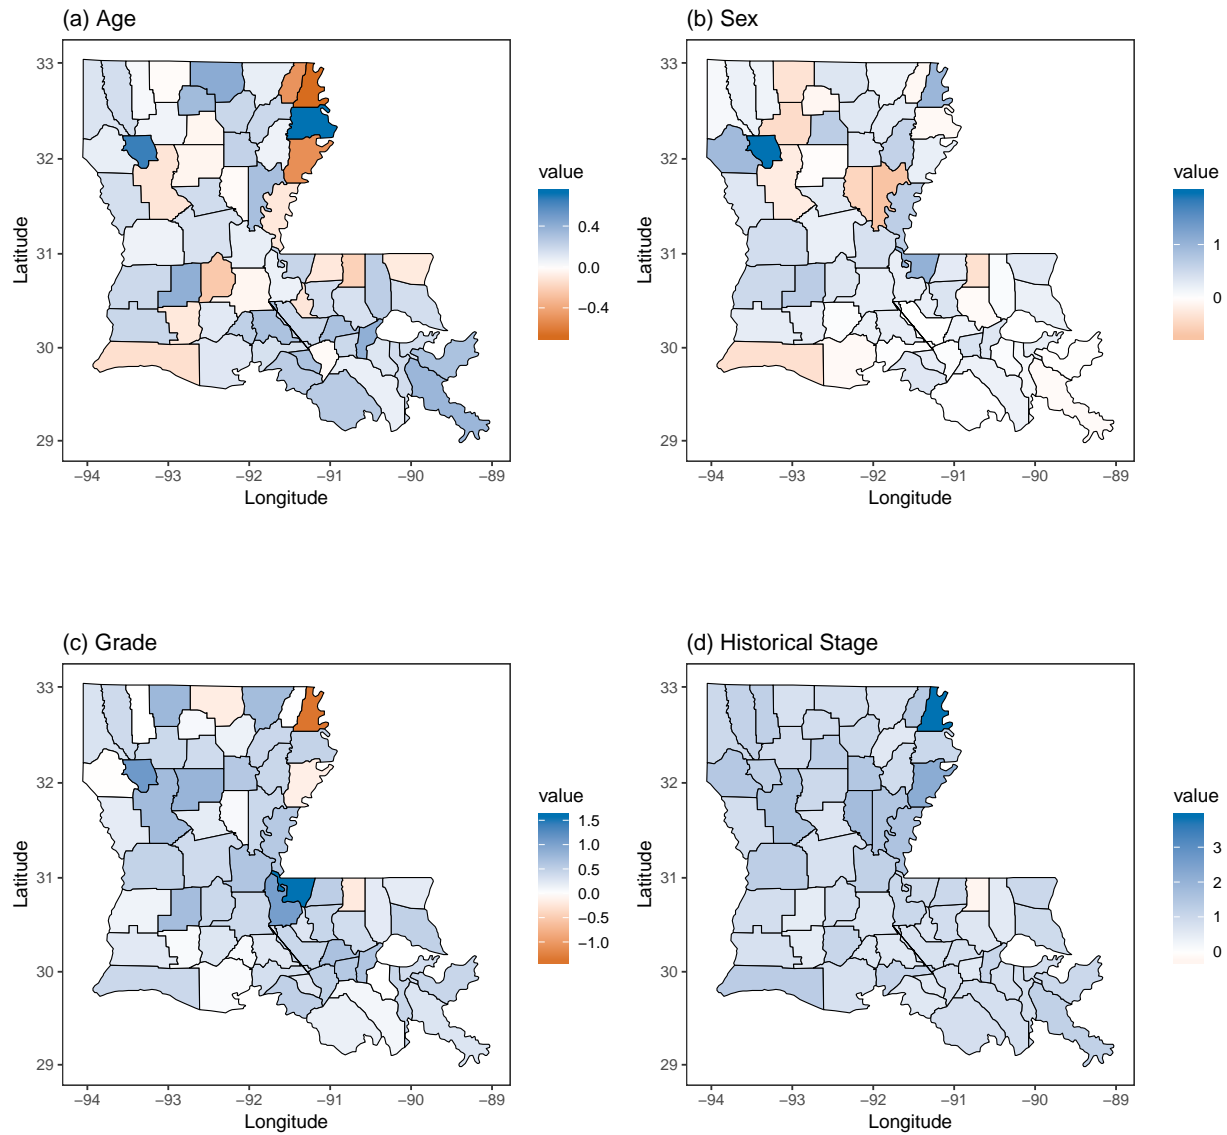 (a) Age
33
32
31
30
29
Latitude
−94 −93 −92 −91 −90 −89
Longitude
value
0.4
0.0
−0.4
(b) Sex
33
32
31
30
29
Latitude
−94 −93 −92 −91 −90 −89
Longitude
value
1
0
(c) Grade
33
32
31
30
29
Latitude
−94 −93 −92 −91 −90 −89
Longitude
value
1.5
1.0
0.5
0.0
−0.5
−1.0
(d) Historical Stage
33
32
31
30
29
Latitude
−94 −93 −92 −91 −90 −89
Longitude
value
3
2
1
0